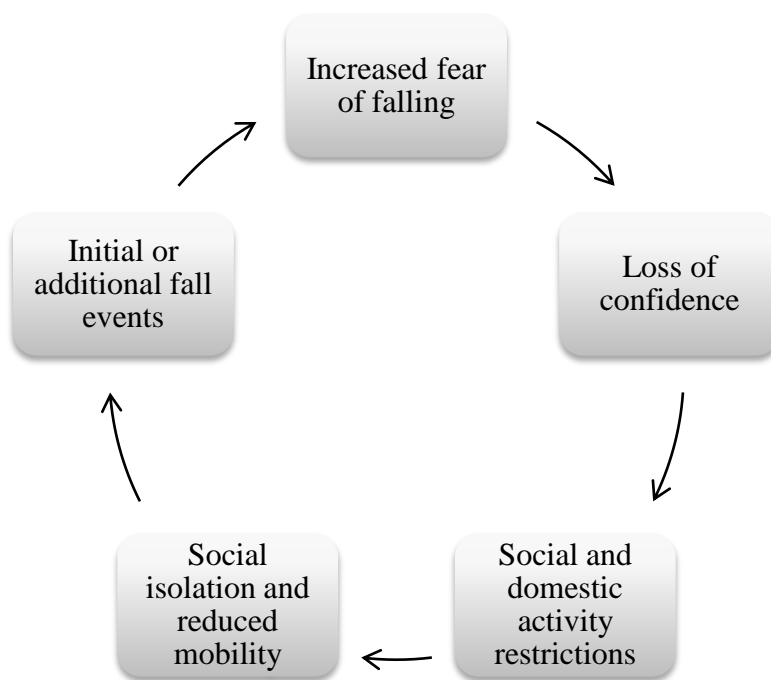 Increased fear
of falling
Loss of
confidence
Social and
domestic
activity
restrictions
Social
isolation and
reduced
mobility
Initial or
additional fall
events